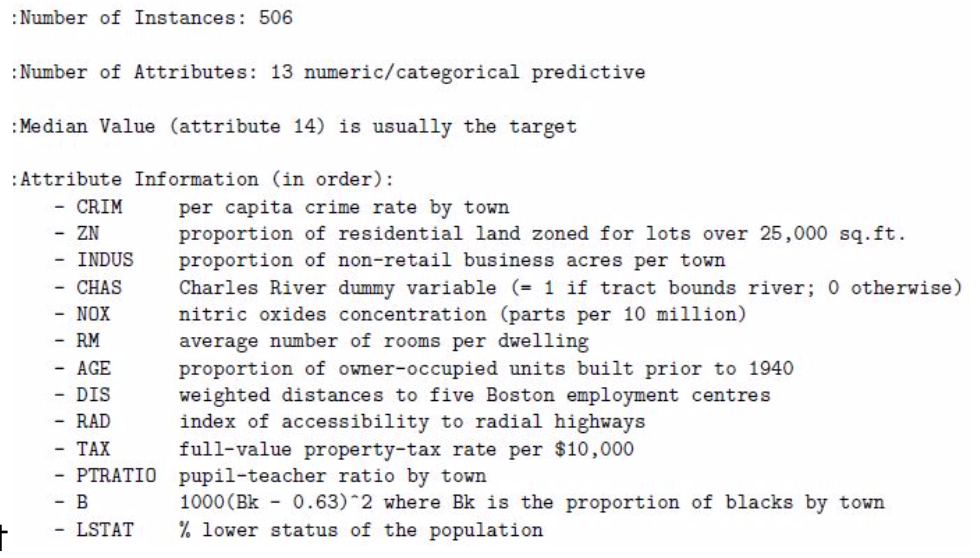 :Number of Instances: 506
:Number of Attributes: 13 numeric/categorical predictive
:Median Value (attribute 14) is usually the target
:Attribute Information (in order):
- CRIM per capita crime rate by town
- ZN proportion of residential land zoned for lots over 25,000 sq.ft.
- INDUS proportion of non-retail business acres per town
- CHAS Charles River dummy variable (= 1 if tract bounds river; 0 otherwise)
- NOX nitric oxides concentration (parts per 10 million)
- RM average number of rooms per dwelling
- AGE proportion of owner-occupied units built prior to 1940
- DIS weighted distances to five Boston employment centres
- RAD index of accessibility to radial highways
- TAX full-value property-tax rate per $10,000
- PTRATIO pupil-teacher ratio by town
- B 1000(Bk - 0.63)^2 where Bk is the proportion of blacks by town
- LSTAT % lower status of the population